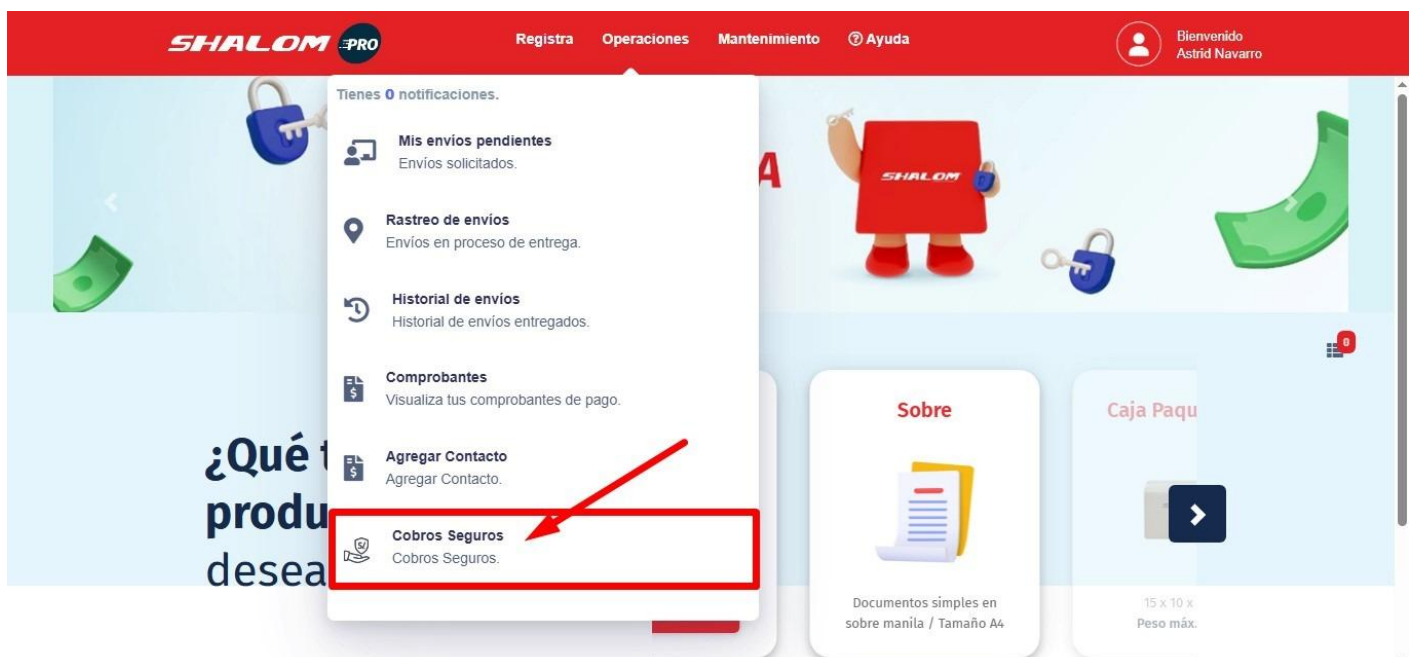 SHALOM PRO
Registra Operaciones Mantenimiento Ayuda
Bienvenido
Astrid Navarro
Tienes 0 notificaciones.
Mis envíos pendientes
Envíos solicitados.
Rastreo de envíos
Envíos en proceso de entrega.
Historial de envíos
Historial de envíos entregados.
Comprobantes
Visualiza tus comprobantes de pago.
Agregar Contacto
Agregar Contacto.
S/
Cobros Seguros
Cobros Seguros.
A
SHALOM
0
¿Qué t
produ
desea
Sobre
Documentos simples en
sobre manila / Tamaño A4
Caja Paqu
15 x 10 x
Peso máx.